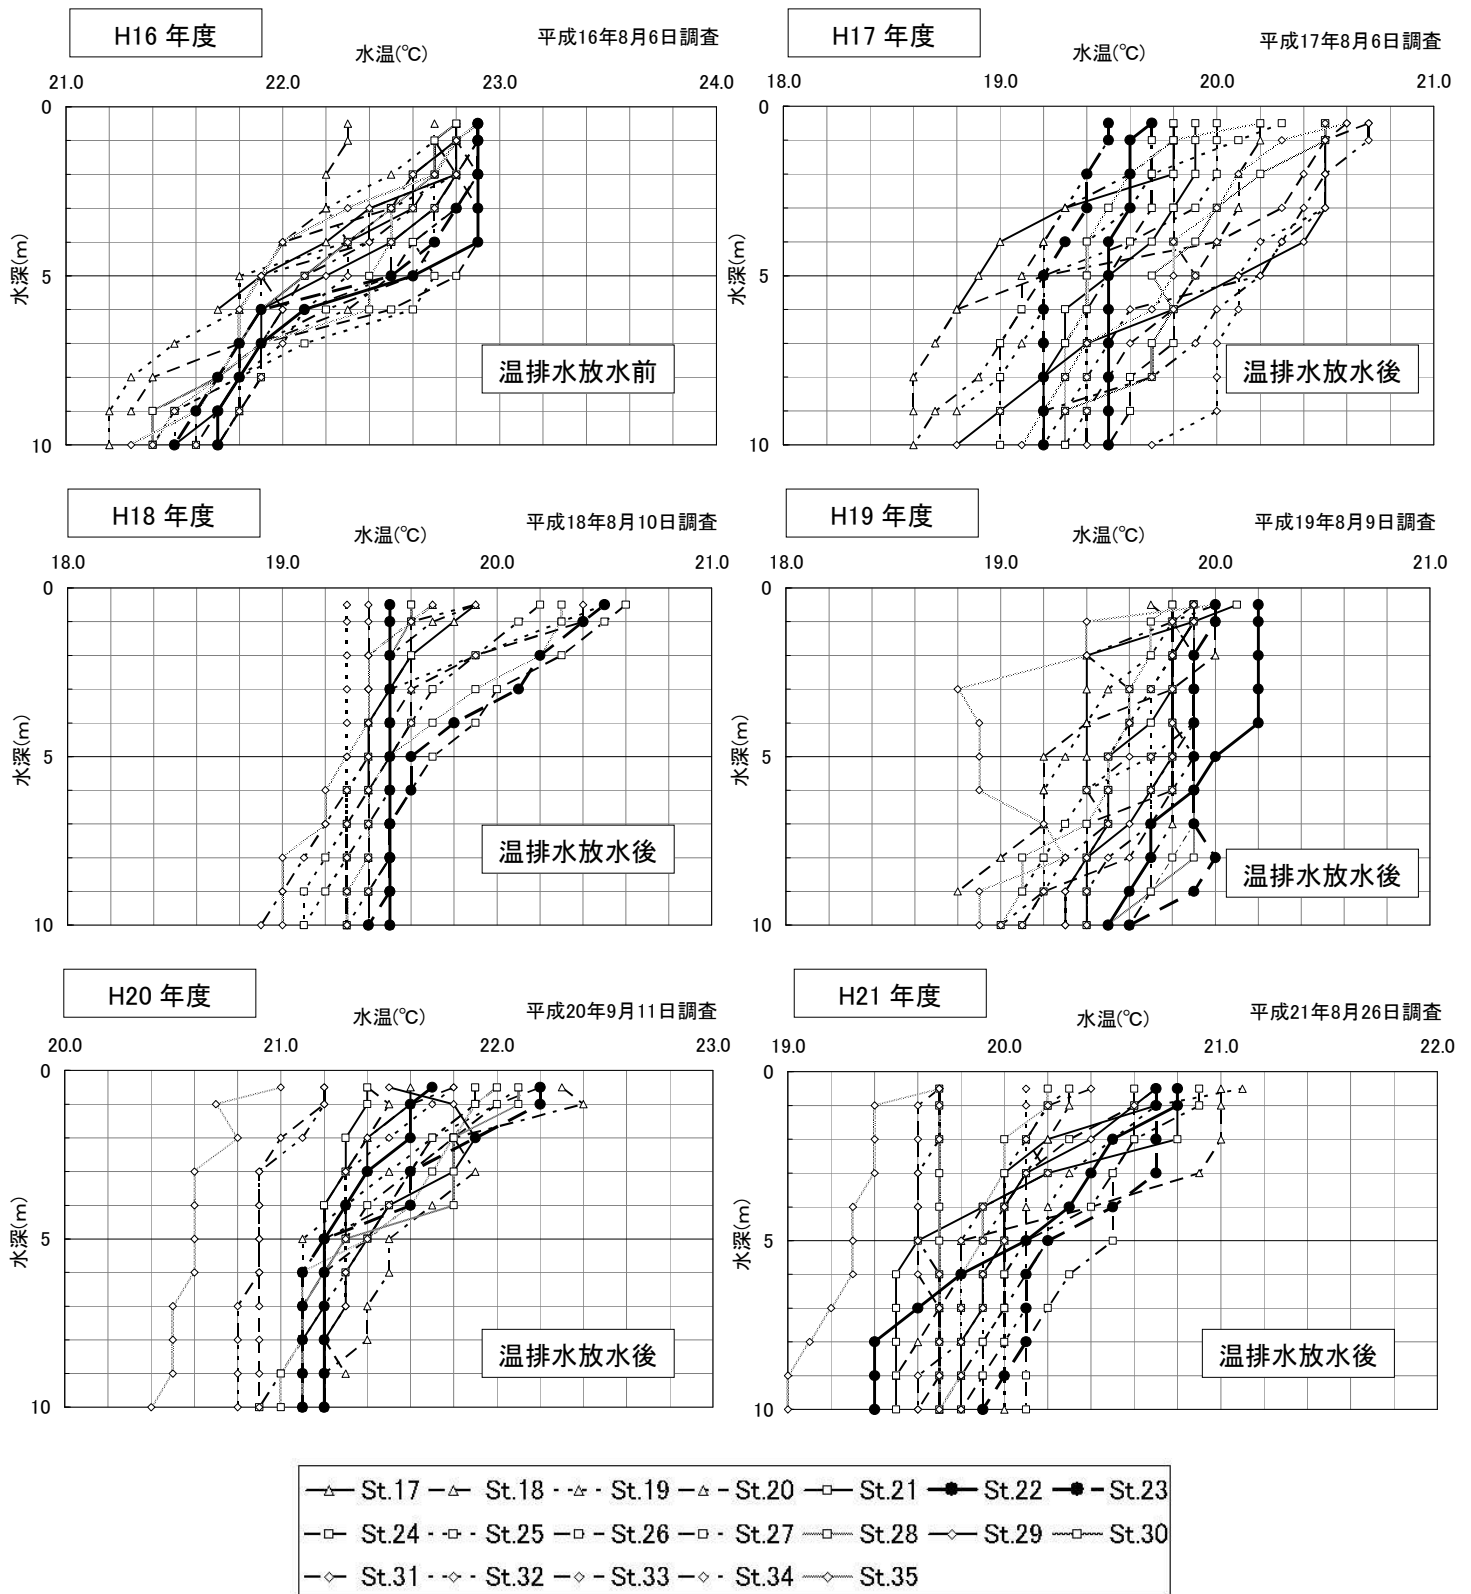 H16 年度
平成16年8月6日調査
水温(℃)
21.0 22.0 23.0 24.0
0
5
10
水深(m)
温排水放水前
H17 年度
平成17年8月6日調査
水温(℃)
18.0 19.0 20.0 21.0
0
5
10
水深(m)
温排水放水後
H18 年度
平成18年8月10日調査
水温(℃)
18.0 19.0 20.0 21.0
0
5
10
水深(m)
温排水放水後
H19 年度
平成19年8月9日調査
水温(℃)
18.0 19.0 20.0 21.0
0
5
10
水深(m)
温排水放水後
H20 年度
平成20年9月11日調査
水温(℃)
20.0 21.0 22.0 23.0
0
5
10
水深(m)
温排水放水後
H21 年度
平成21年8月26日調査
水温(℃)
19.0 20.0 21.0 22.0
0
5
10
水深(m)
温排水放水後
St.17 St.18 St.19 St.20 St.21 St.22 St.23
St.24 St.25 St.26 St.27 St.28 St.29 St.30
St.31 St.32 St.33 St.34 St.35